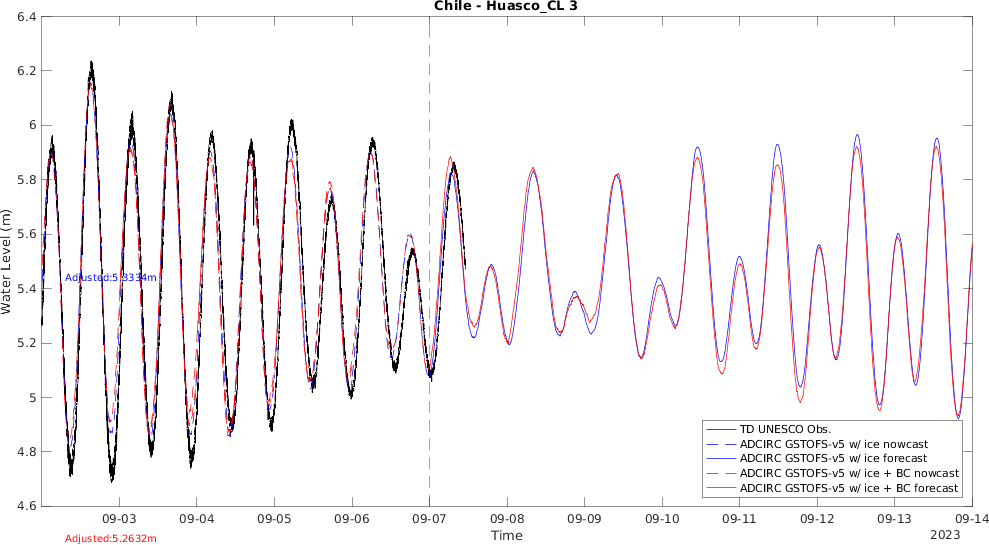 Chile - Huasco_CL 3
6.4
6.2
6
5.8
5.6
5.4
5.2
5
4.8
4.6
Water Level (m)
Adjusted:5.3334m
TD UNESCO Obs.
ADCIRC GSTOFS-v5 w/ ice nowcast
ADCIRC GSTOFS-v5 w/ ice forecast
ADCIRC GSTOFS-v5 w/ ice + BC nowcast
ADCIRC GSTOFS-v5 w/ ice + BC forecast
09-03 09-04 09-05 09-06 09-07 09-08 09-09 09-10 09-11 09-12 09-13 09-14
Time
2023
Adjusted:5.2632m